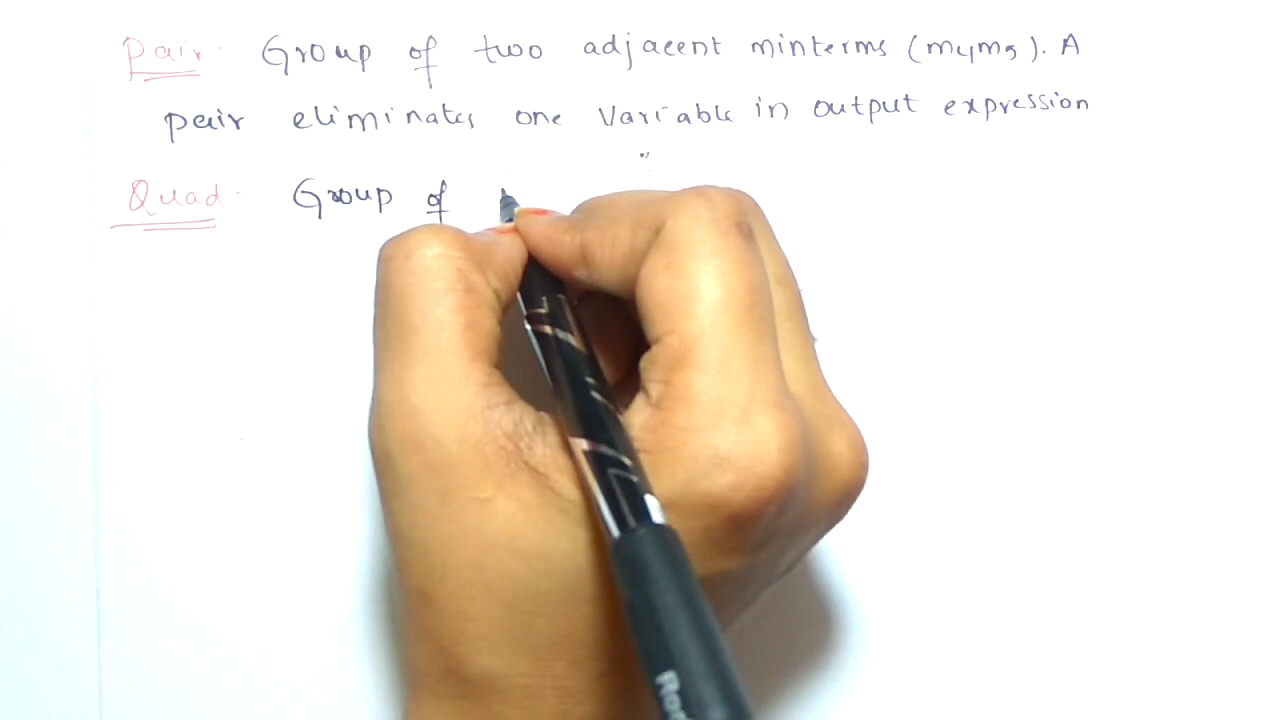 Pair: Group of two adjacent minterms (m4m5). A
pair eliminates one variable in output expression
Quad: Group of